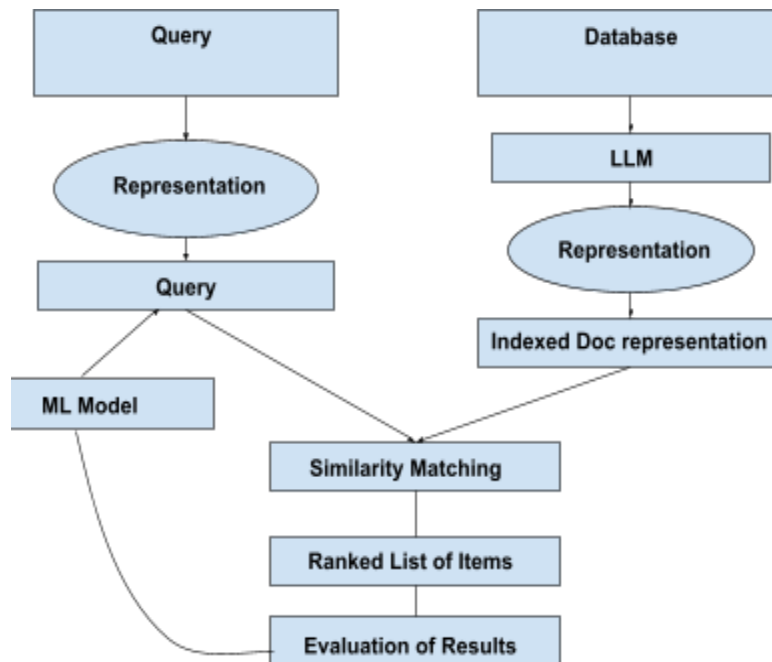 Query
Database
LLM
Representation
Representation
Query
Indexed Doc representation
ML Model
Similarity Matching
Ranked List of Items
Evaluation of Results